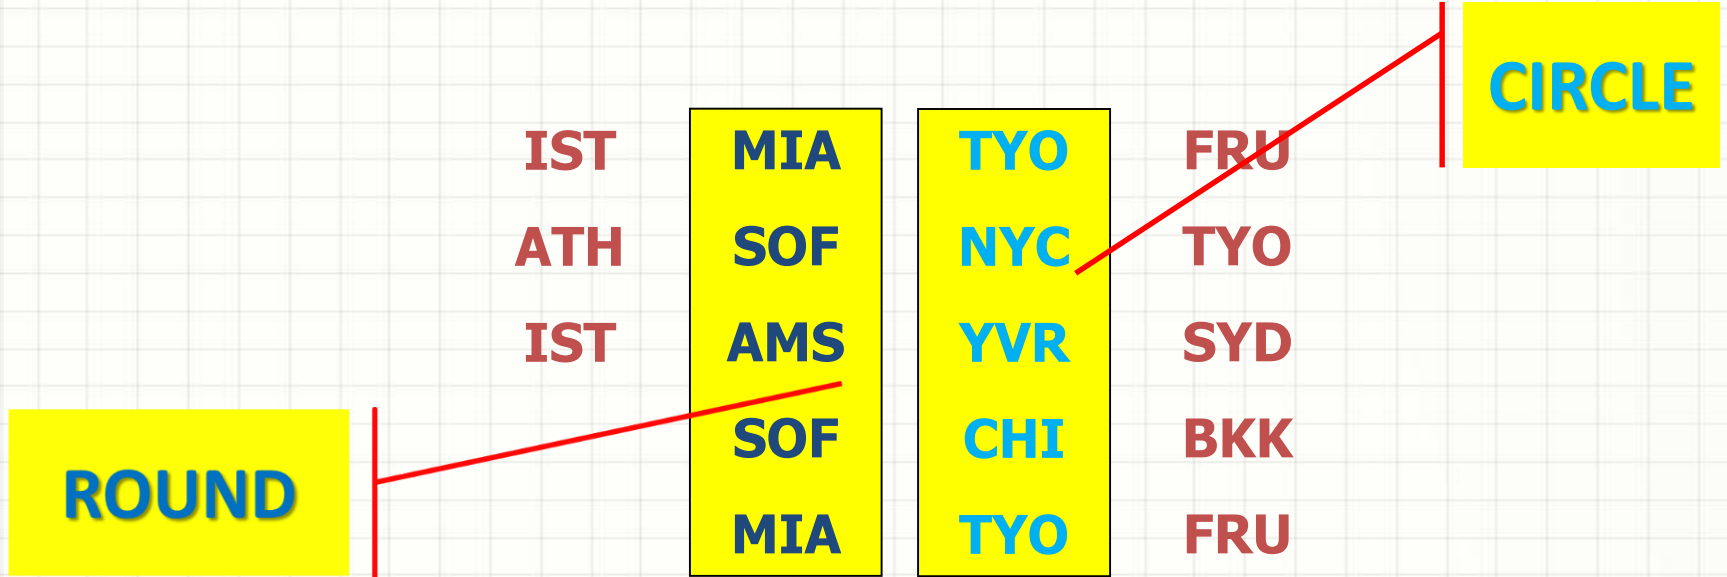 CIRCLE
IST MIA TYO FRU
ATH SOF NYC TYO
IST AMS YVR SYD
SOF CHI BKK
MIA TYO FRU
ROUND